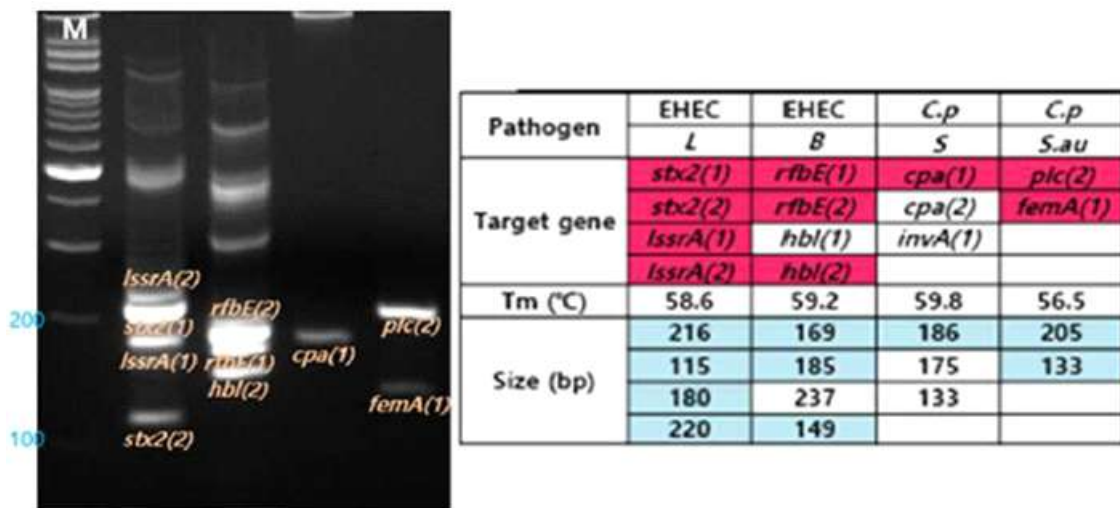 M
lssrA(2)
200
stx2(1)
lssrA(1)
stx2(2)
100
rfbE(2)
rfbE(1)
hbl(2)
cpa(1)
plc(2)
femA(1)
Pathogen EHEC EHEC C.p C.p
L B S S.au
Target gene stx2(1) rfbE(1) cpa(1) plc(2)
stx2(2) rfbE(2) cpa(2) femA(1)
lssrA(1) hbl(1) invA(1)
lssrA(2) hbl(2)
Tm (℃) 58.6 59.2 59.8 56.5
Size (bp) 216 169 186 205
115 185 175 133
180 237 133
220 149